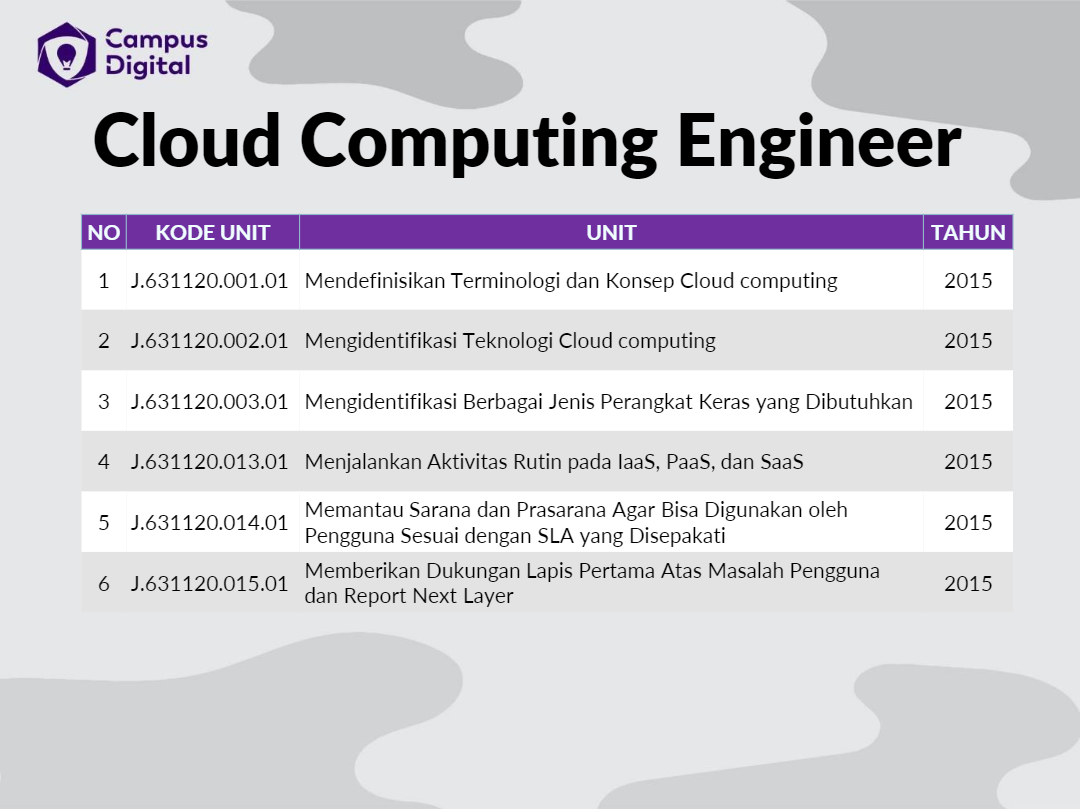 Campus
Digital
Cloud Computing Engineer
NO KODE UNIT UNIT TAHUN
1 J.631120.001.01 Mendefinisikan Terminologi dan Konsep Cloud computing 2015
2 J.631120.002.01 Mengidentifikasi Teknologi Cloud computing 2015
3 J.631120.003.01 Mengidentifikasi Berbagai Jenis Perangkat Keras yang Dibutuhkan 2015
4 J.631120.013.01 Menjalankan Aktivitas Rutin pada IaaS, PaaS, dan SaaS 2015
5 J.631120.014.01 Memantau Sarana dan Prasarana Agar Bisa Digunakan oleh
Pengguna Sesuai dengan SLA yang Disepakati 2015
6 J.631120.015.01 Memberikan Dukungan Lapis Pertama Atas Masalah Pengguna
dan Report Next Layer 2015